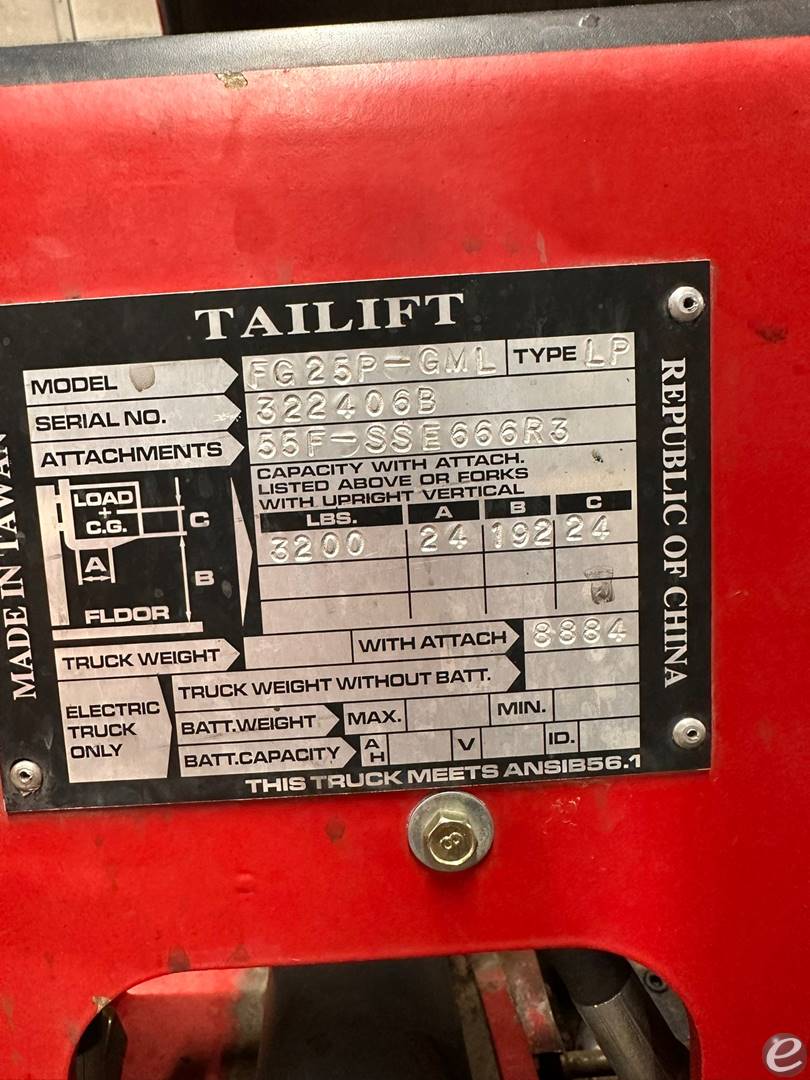 TAILIFT
MODEL FG25P-GML TYPE LP
SERIAL NO. 322406B
ATTACHMENTS 55F-SSE666R3
CAPACITY WITH ATTACH.
LISTED ABOVE OR FORKS
WITH UPRIGHT VERTICAL
LOAD
+
C.G.
C
A
B
FLDOR
LBS. A B C
3200 24 192 24
TRUCK WEIGHT WITH ATTACH 8884
ELECTRIC
TRUCK
ONLY
TRUCK WEIGHT WITHOUT BATT.
BATT.WEIGHT MAX. MIN.
BATT.CAPACITY AH V ID.
THIS TRUCK MEETS ANSIB56.1
MADE IN TAWAN
REPUBLIC OF CHINA
8
e